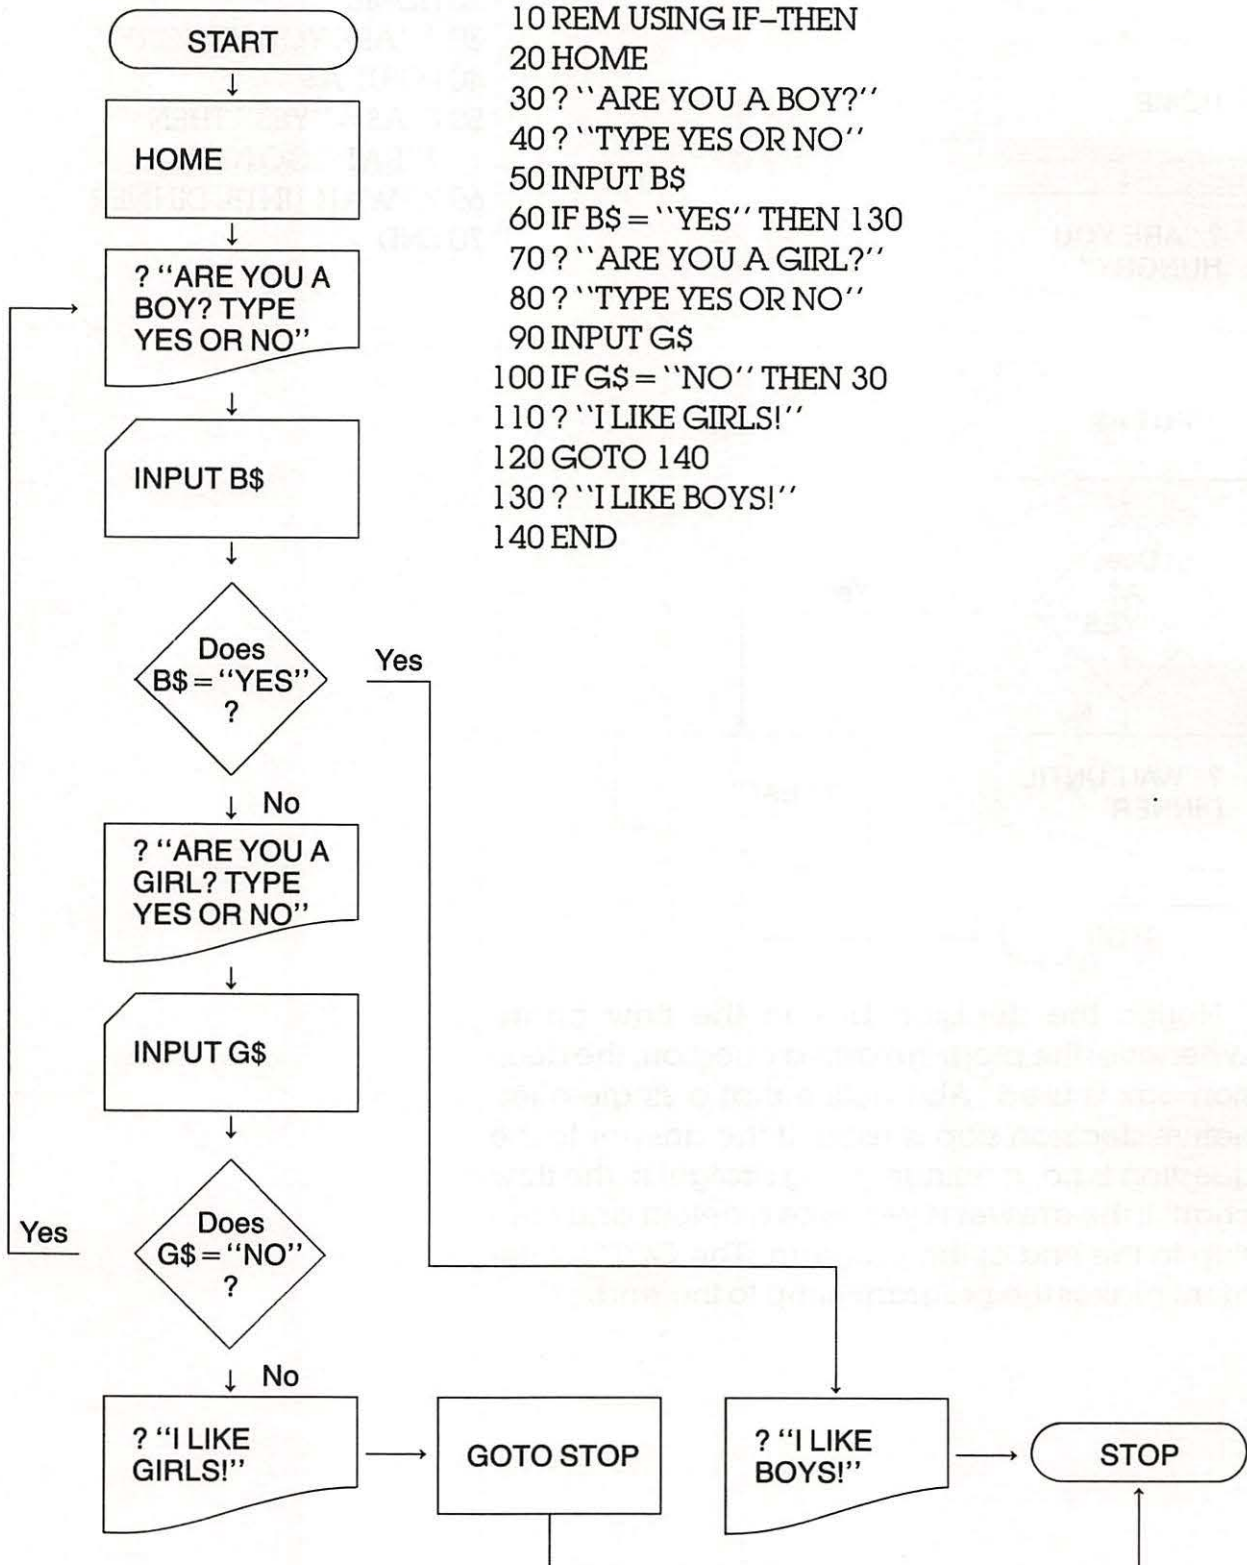 START
HOME
? “ARE YOU A
BOY? TYPE
YES OR NO’’
INPUT B$
Does
B$ = “YES’’
?
Yes
No
? “ARE YOU A
GIRL? TYPE
YES OR NO’’
INPUT G$
Does
G$ = “NO’’
?
Yes
No
? “I LIKE
GIRLS!’’
GOTO STOP
? “I LIKE
BOYS!’’
STOP
10 REM USING IF–THEN
20 HOME
30 ? ‘‘ARE YOU A BOY?’’
40 ? ‘‘TYPE YES OR NO’’
50 INPUT B$
60 IF B$ = ‘‘YES’’ THEN 130
70 ? ‘‘ARE YOU A GIRL?’’
80 ? ‘‘TYPE YES OR NO’’
90 INPUT G$
100 IF G$ = ‘‘NO’’ THEN 30
110 ? ‘‘I LIKE GIRLS!’’
120 GOTO 140
130 ? ‘‘I LIKE BOYS!’’
140 END